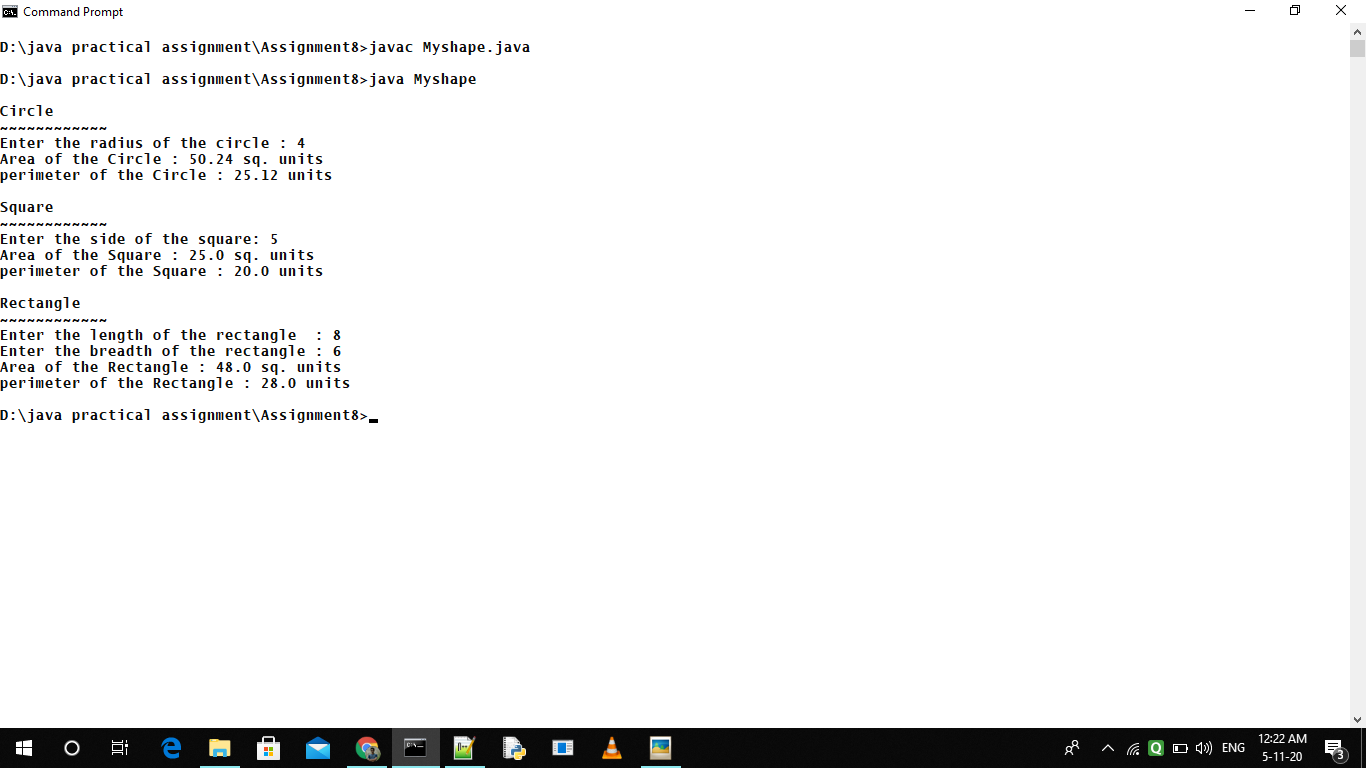 Command Prompt
D:\java practical assignment\Assignment8>javac Myshape.java
D:\java practical assignment\Assignment8>java Myshape
Circle
~~~~~~~~~~~~
Enter the radius of the circle : 4
Area of the Circle : 50.24 sq. units
perimeter of the Circle : 25.12 units
Square
~~~~~~~~~~~~
Enter the side of the square: 5
Area of the Square : 25.0 sq. units
perimeter of the Square : 20.0 units
Rectangle
~~~~~~~~~~~~
Enter the length of the rectangle  : 8
Enter the breadth of the rectangle : 6
Area of the Rectangle : 48.0 sq. units
perimeter of the Rectangle : 28.0 units
D:\java practical assignment\Assignment8>
ENG
12:22 AM
5-11-20
3